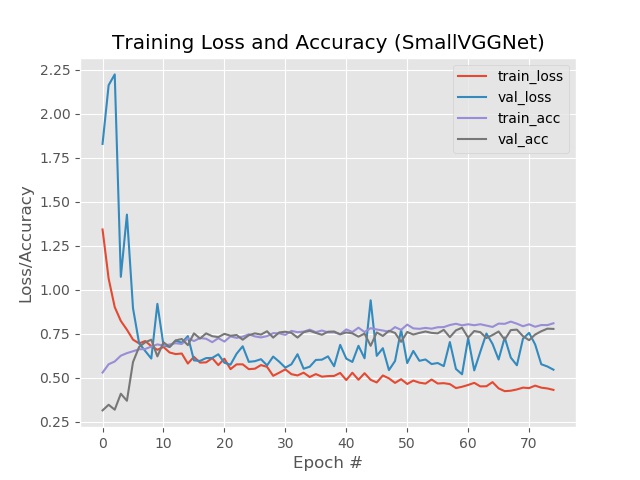 Training Loss and Accuracy (SmallVGGNet)
train_loss
val_loss
train_acc
val_acc
Loss/Accuracy
2.25
2.00
1.75
1.50
1.25
1.00
0.75
0.50
0.25
0 10 20 30 40 50 60 70
Epoch #